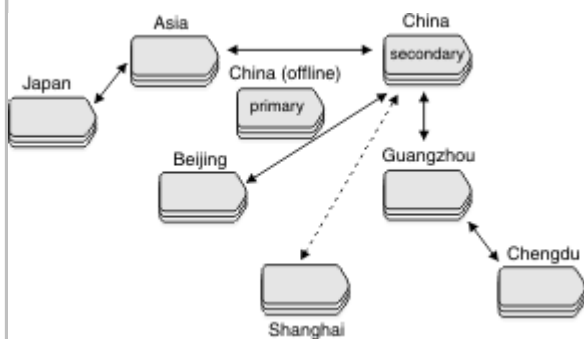 Asia
China
secondary
China (offline)
Japan
primary
Beijing
Guangzhou
Chengdu
Shanghai